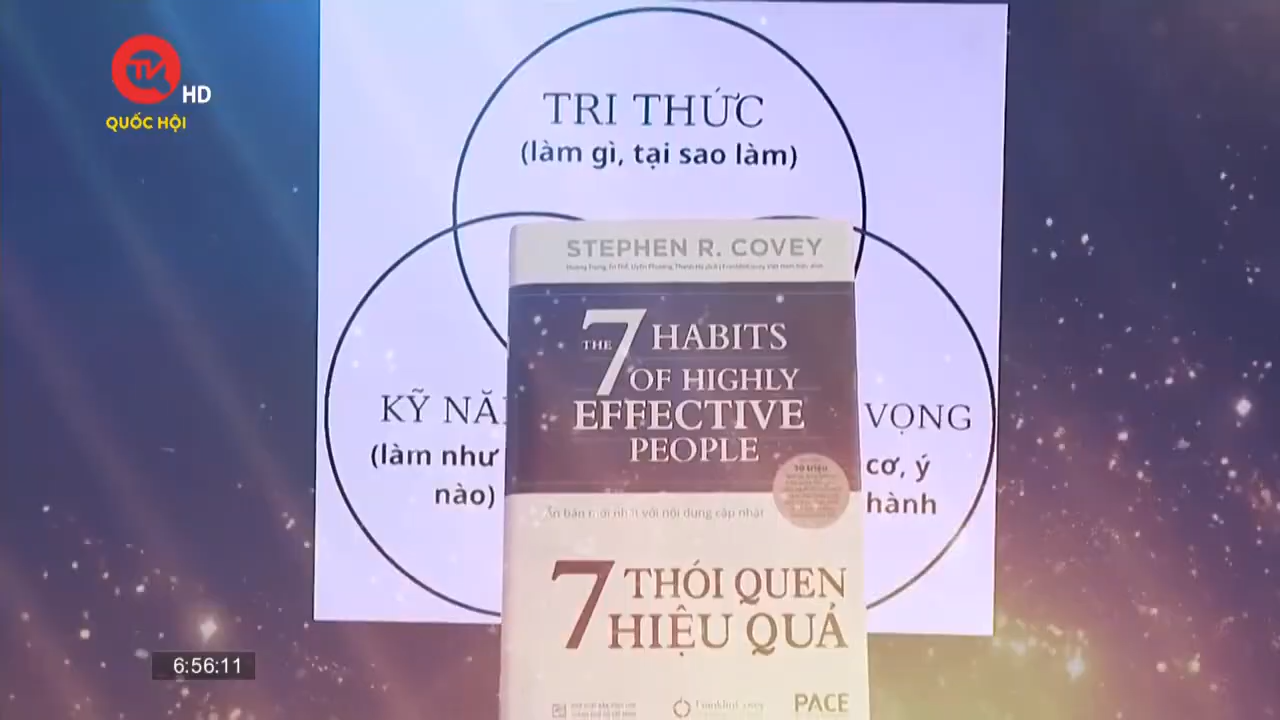 TV HD
QUỐC HỘI
TRI THỨC
(làm gì, tại sao làm)
STEPHEN R. COVEY
THE 7 HABITS
OF HIGHLY
EFFECTIVE
PEOPLE
KỸ NĂ
(làm như
nào)
VỌNG
cơ, ý
hành
Ấn bản mới nhất với nội dung cập nhật
7 THÓI QUEN
HIỆU QUẢ
PACE
6:56:11